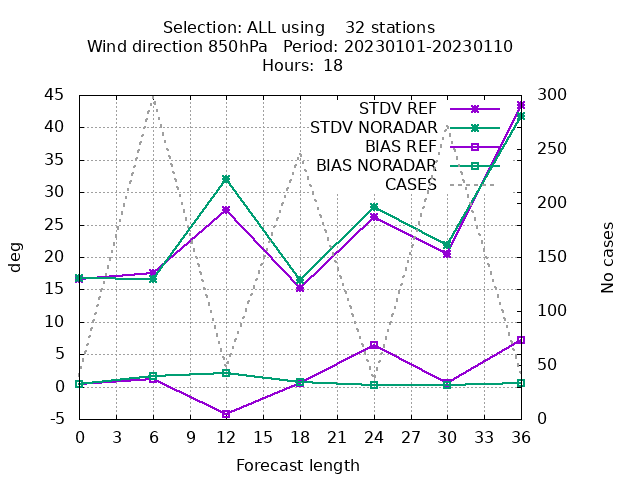 Selection: ALL using    32 stations
Wind direction 850hPa   Period: 20230101-20230110
Hours: 18
STDV REF
STDV NORADAR
BIAS REF
BIAS NORADAR
CASES
45
40
35
30
25
20
15
10
5
0
-5
deg
300
250
200
150
100
50
0
No cases
0 3 6 9 12 15 18 21 24 27 30 33 36
Forecast length